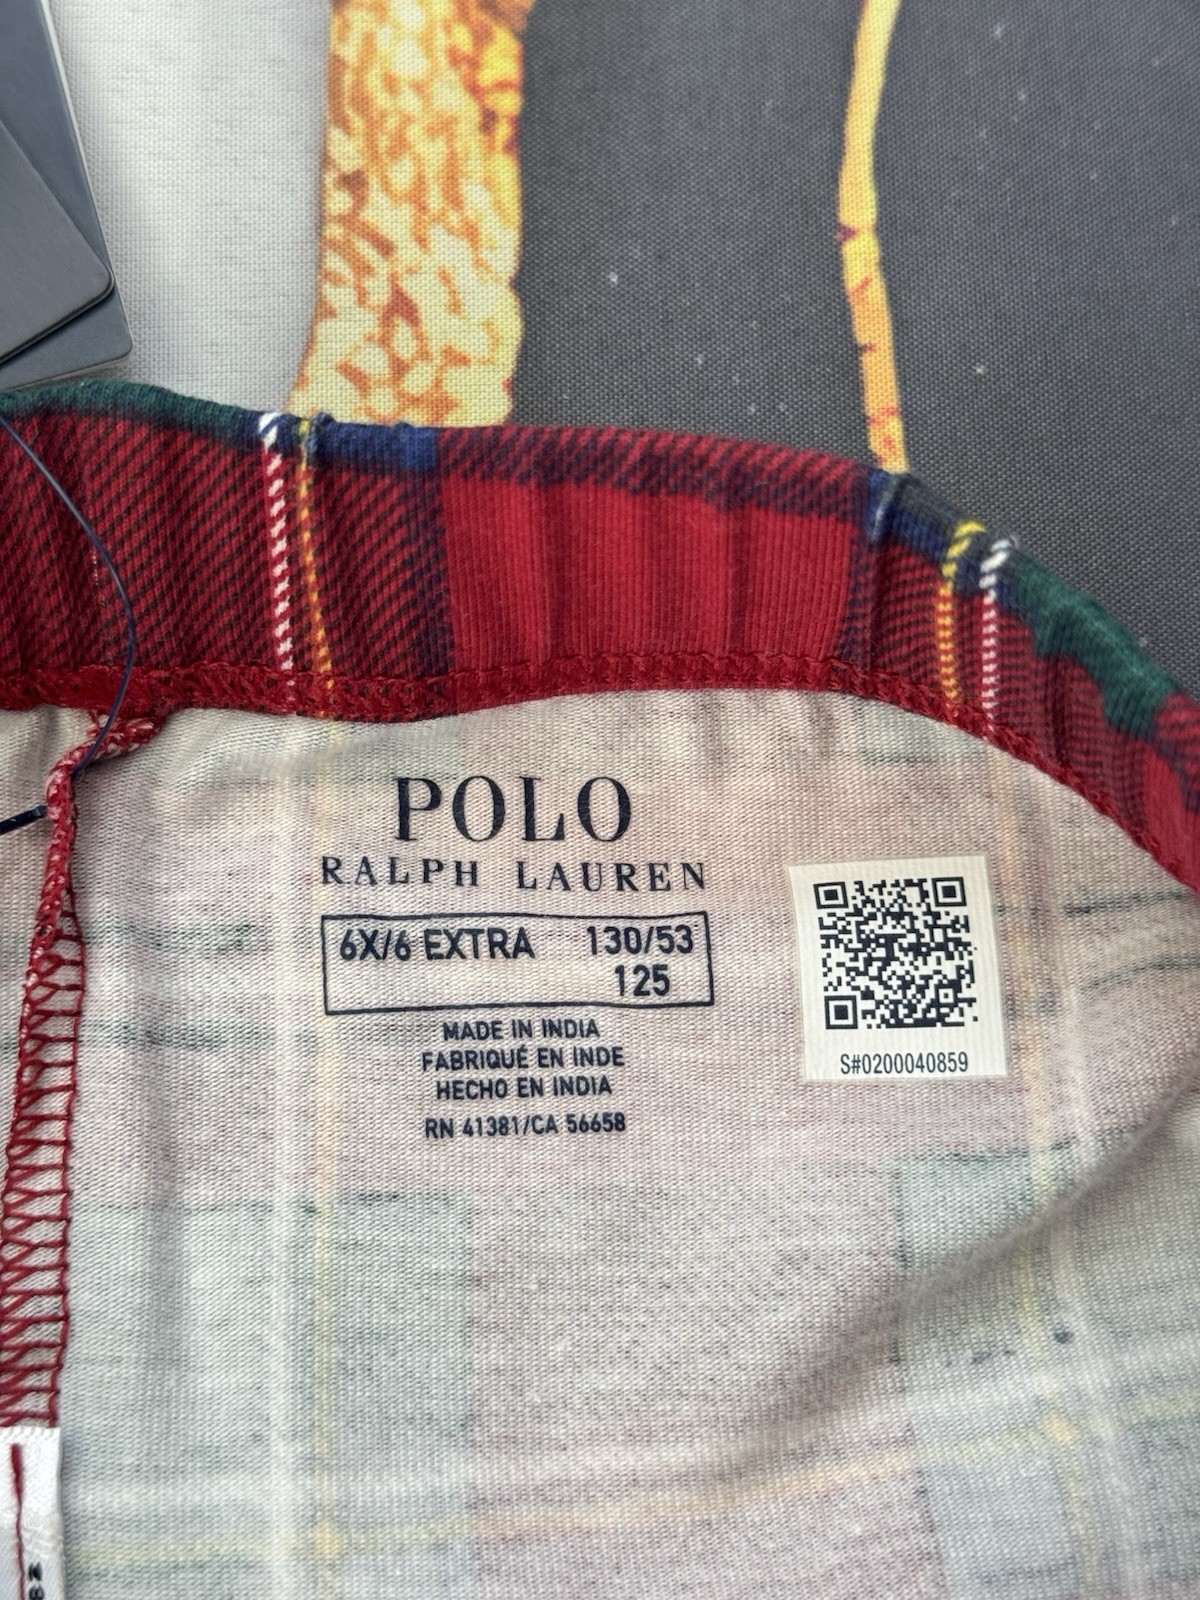 POLO
RALPH LAUREN
6X/6 EXTRA 130/53
125
MADE IN INDIA
FABRIQUÉ EN INDE
HECHO EN INDIA
RN 41381/CA 56658
S#0200040859